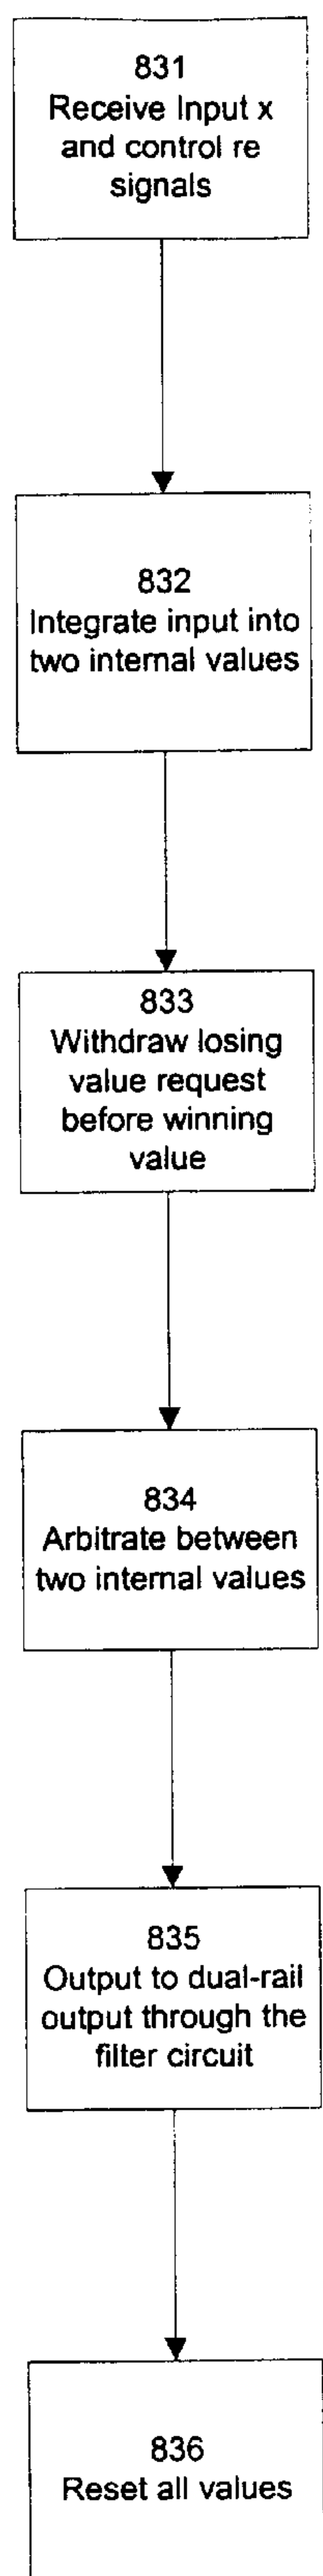 831
Receive Input x
and control re
signals
832
Integrate input into
two internal values
833
Withdraw losing
value request
before winning
value
834
Arbitrate between
two internal values
835
Output to dual-rail
output through the
filter circuit
836
Reset all values